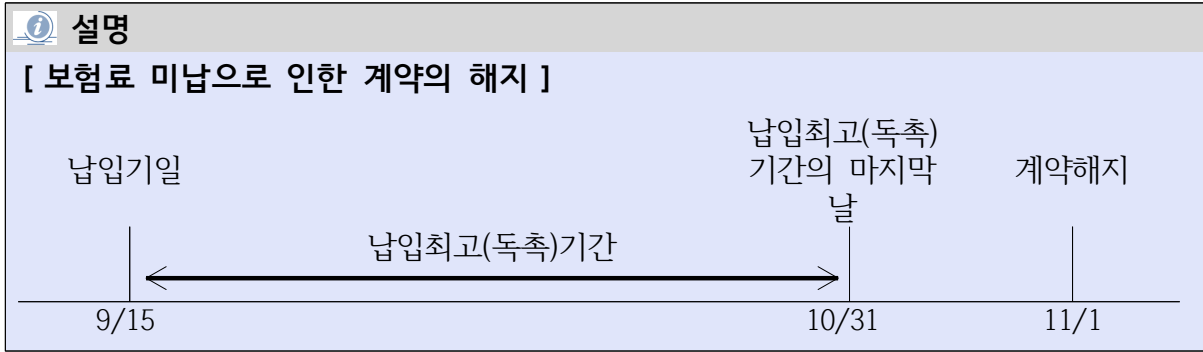 설명
[ 보험료 미납으로 인한 계약의 해지 ]
납입기일
납입최고(독촉)
기간의 마지막
날
계약해지
납입최고(독촉)기간
9/15
10/31
11/1